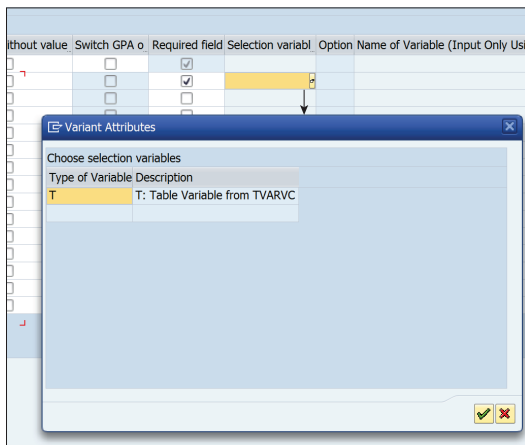 ithout value Switch GPA o Required field Selection variabl Option Name of Variable (Input Only Usi
Variant Attributes
Choose selection variables
Type of Variable Description
T T: Table Variable from TVARVC